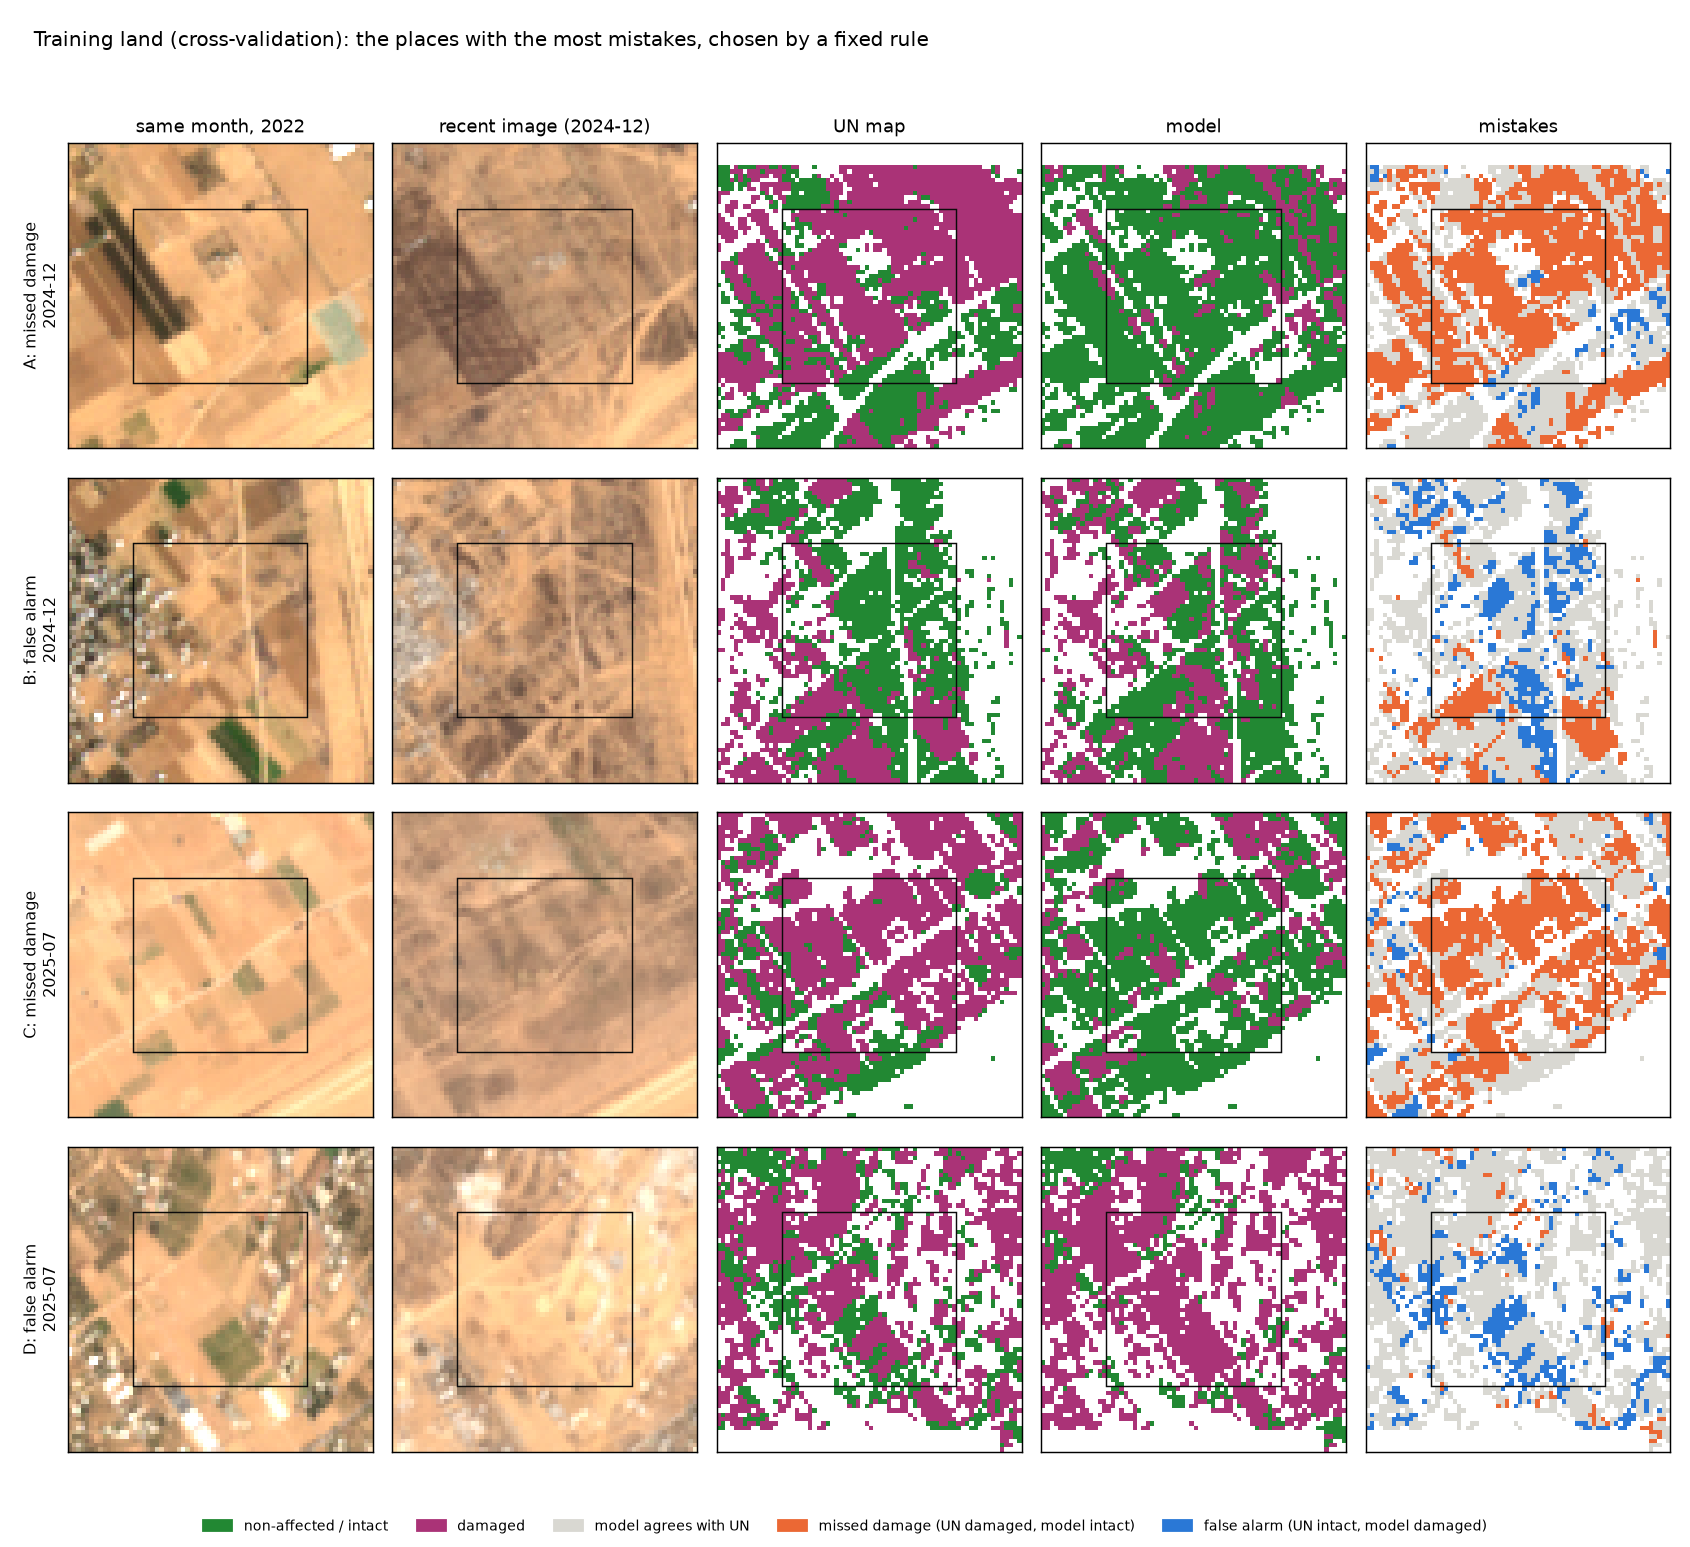 Training land (cross-validation): the places with the most mistakes, chosen by a fixed rule
same month, 2022
recent image (2024-12)
UN map
model
mistakes
A: missed damage
2024-12
B: false alarm
2024-12
C: missed damage
2025-07
D: false alarm
2025-07
non-affected / intact
damaged
model agrees with UN
missed damage (UN damaged, model intact)
false alarm (UN intact, model damaged)